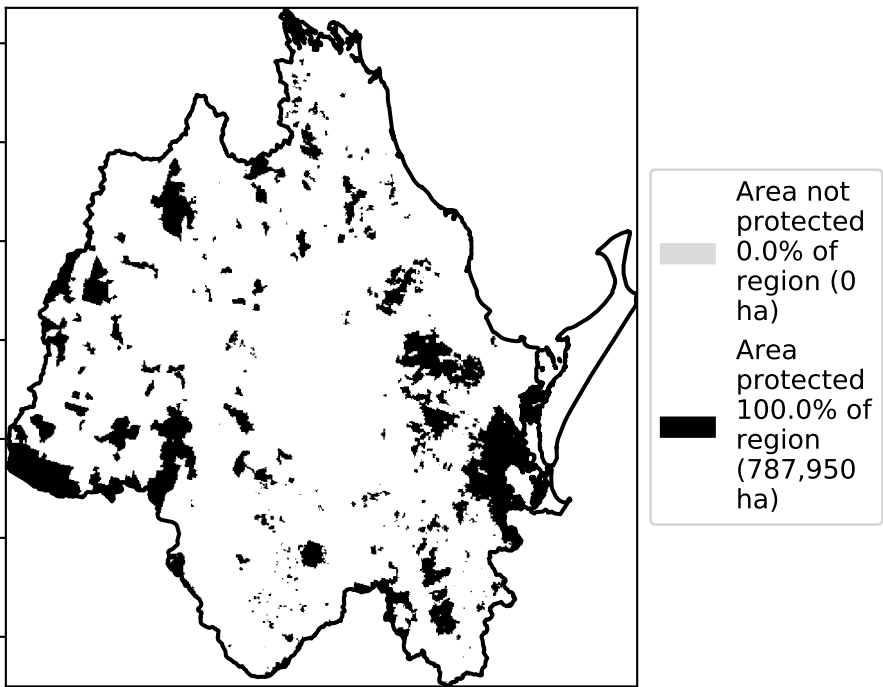 Area not
protected
0.0% of
region (0
ha)
Area
protected
100.0% of
region
(787,950
ha)